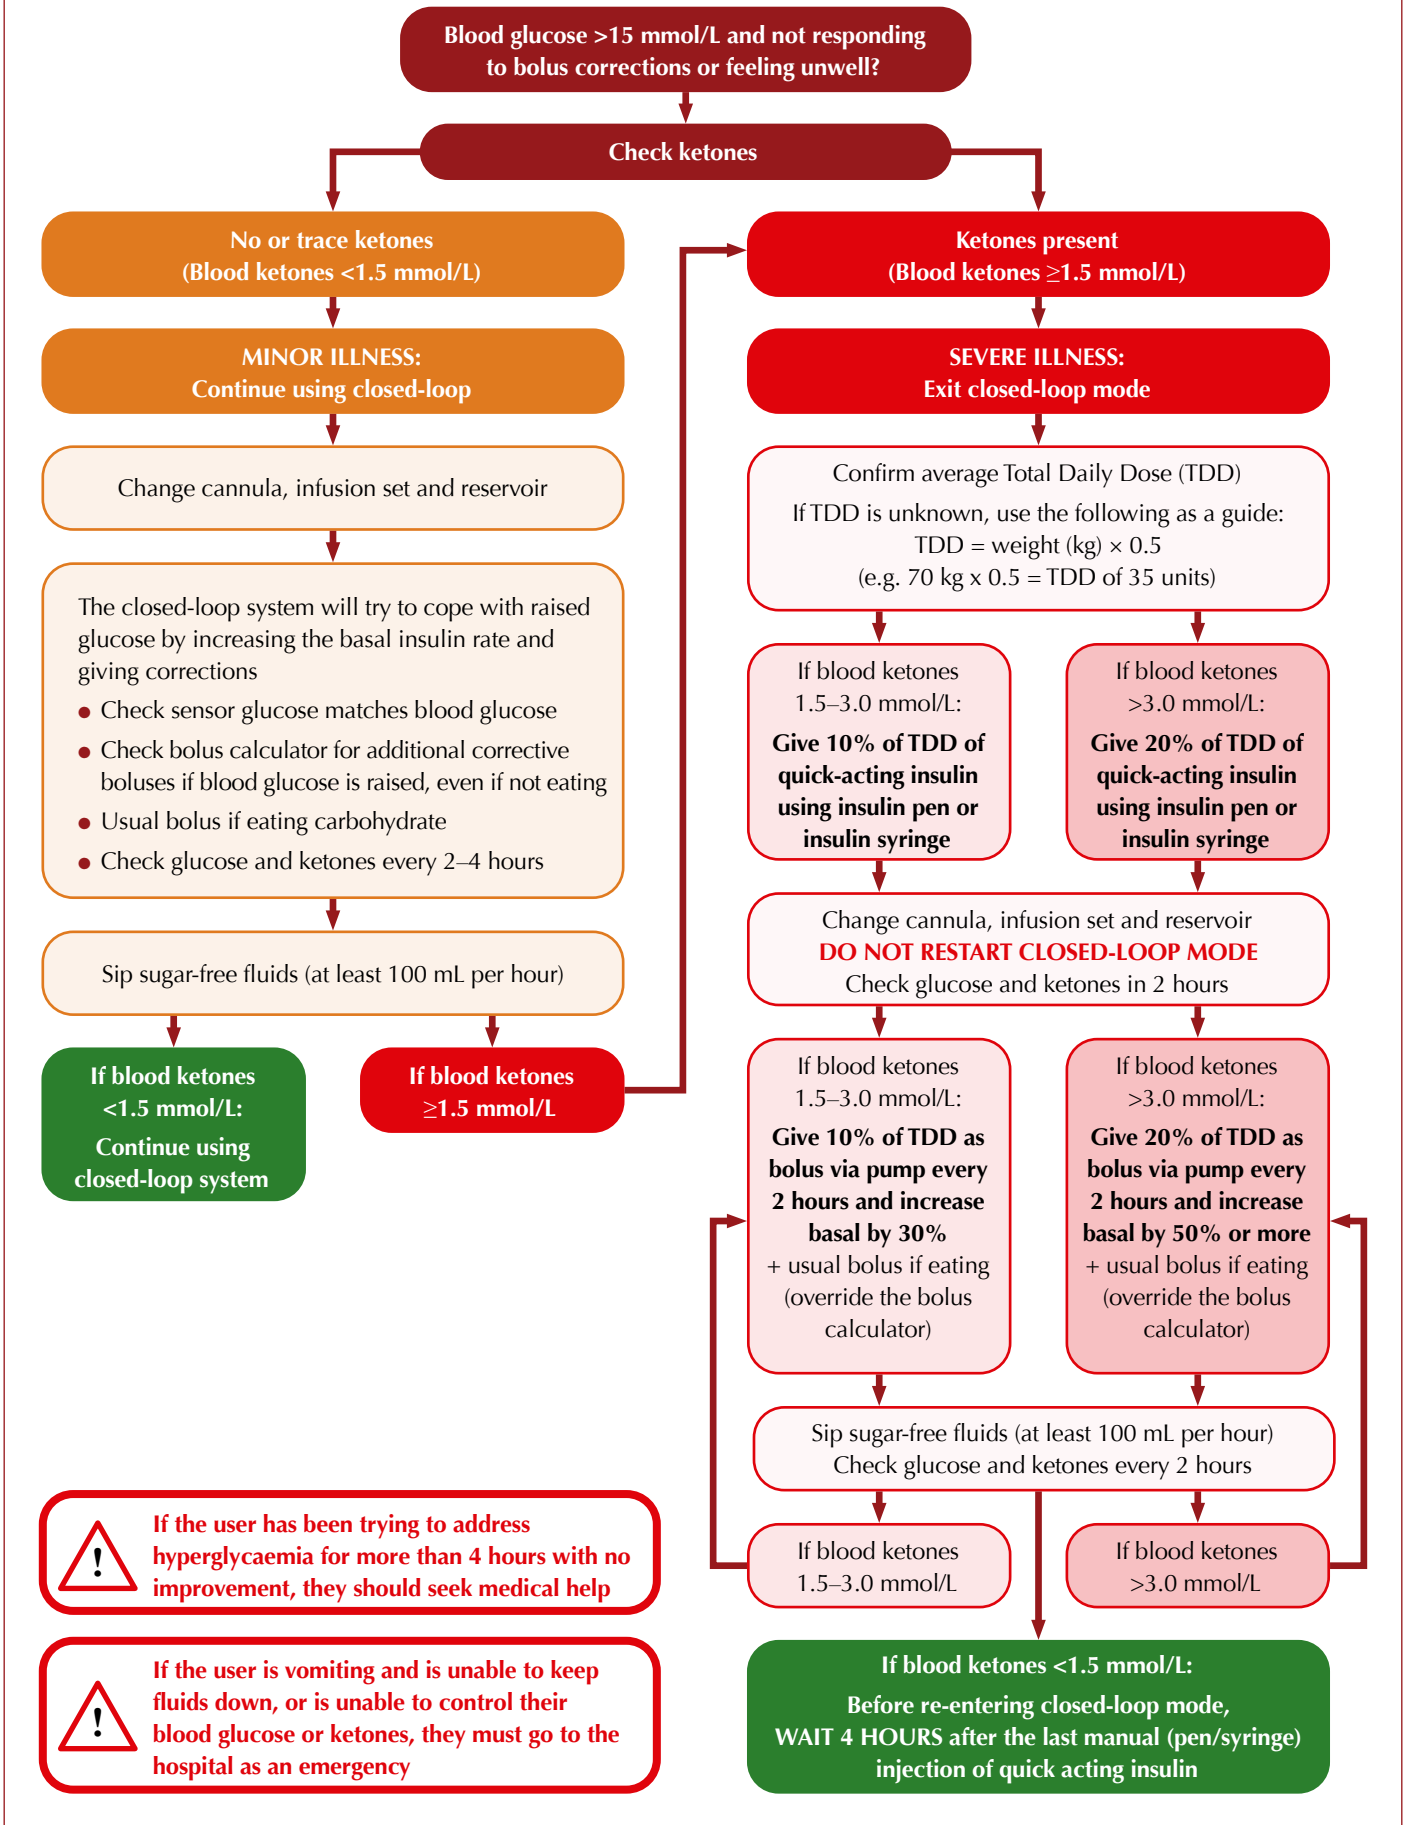 Blood glucose >15 mmol/L and not responding
to bolus corrections or feeling unwell?
Check ketones
No or trace ketones
(Blood ketones <1.5 mmol/L)
MINOR ILLNESS:
Continue using closed-loop
Change cannula, infusion set and reservoir
The closed-loop system will try to cope with raised
glucose by increasing the basal insulin rate and
giving corrections
● Check sensor glucose matches blood glucose
● Check bolus calculator for additional corrective
boluses if blood glucose is raised, even if not eating
● Usual bolus if eating carbohydrate
● Check glucose and ketones every 2–4 hours
Sip sugar-free fluids (at least 100 mL per hour)
If blood ketones
<1.5 mmol/L:
Continue using
closed-loop system
If blood ketones
≥1.5 mmol/L
Ketones present
(Blood ketones ≥1.5 mmol/L)
SEVERE ILLNESS:
Exit closed-loop mode
Confirm average Total Daily Dose (TDD)
If TDD is unknown, use the following as a guide:
TDD = weight (kg) × 0.5
(e.g. 70 kg x 0.5 = TDD of 35 units)
If blood ketones
1.5–3.0 mmol/L:
Give 10% of TDD of
quick-acting insulin
using insulin pen or
insulin syringe
If blood ketones
>3.0 mmol/L:
Give 20% of TDD of
quick-acting insulin
using insulin pen or
insulin syringe
Change cannula, infusion set and reservoir
DO NOT RESTART CLOSED-LOOP MODE
Check glucose and ketones in 2 hours
If blood ketones
1.5–3.0 mmol/L:
Give 10% of TDD as
bolus via pump every
2 hours and increase
basal by 30%
+ usual bolus if eating
(override the bolus
calculator)
If blood ketones
>3.0 mmol/L:
Give 20% of TDD as
bolus via pump every
2 hours and increase
basal by 50% or more
+ usual bolus if eating
(override the bolus
calculator)
Sip sugar-free fluids (at least 100 mL per hour)
Check glucose and ketones every 2 hours
If blood ketones
1.5–3.0 mmol/L
If blood ketones
>3.0 mmol/L
If blood ketones <1.5 mmol/L:
Before re-entering closed-loop mode,
WAIT 4 HOURS after the last manual (pen/syringe)
injection of quick acting insulin
!
If the user has been trying to address
hyperglycaemia for more than 4 hours with no
improvement, they should seek medical help
!
If the user is vomiting and is unable to keep
fluids down, or is unable to control their
blood glucose or ketones, they must go to the
hospital as an emergency